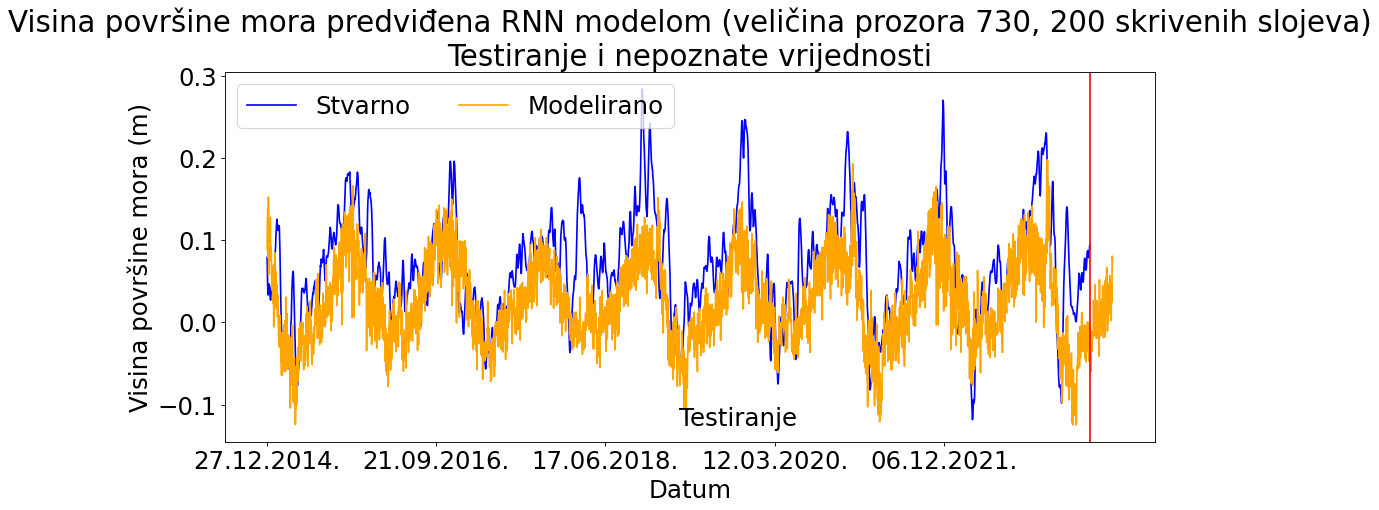 Visina površine mora predviđena RNN modelom (veličina prozora 730, 200 skrivenih slojeva)
Testiranje i nepoznate vrijednosti
Stvarno Modelirano
Visina površine mora (m)
0.3
0.2
0.1
0.0
−0.1
Testiranje
27.12.2014. 21.09.2016. 17.06.2018. 12.03.2020. 06.12.2021.
Datum